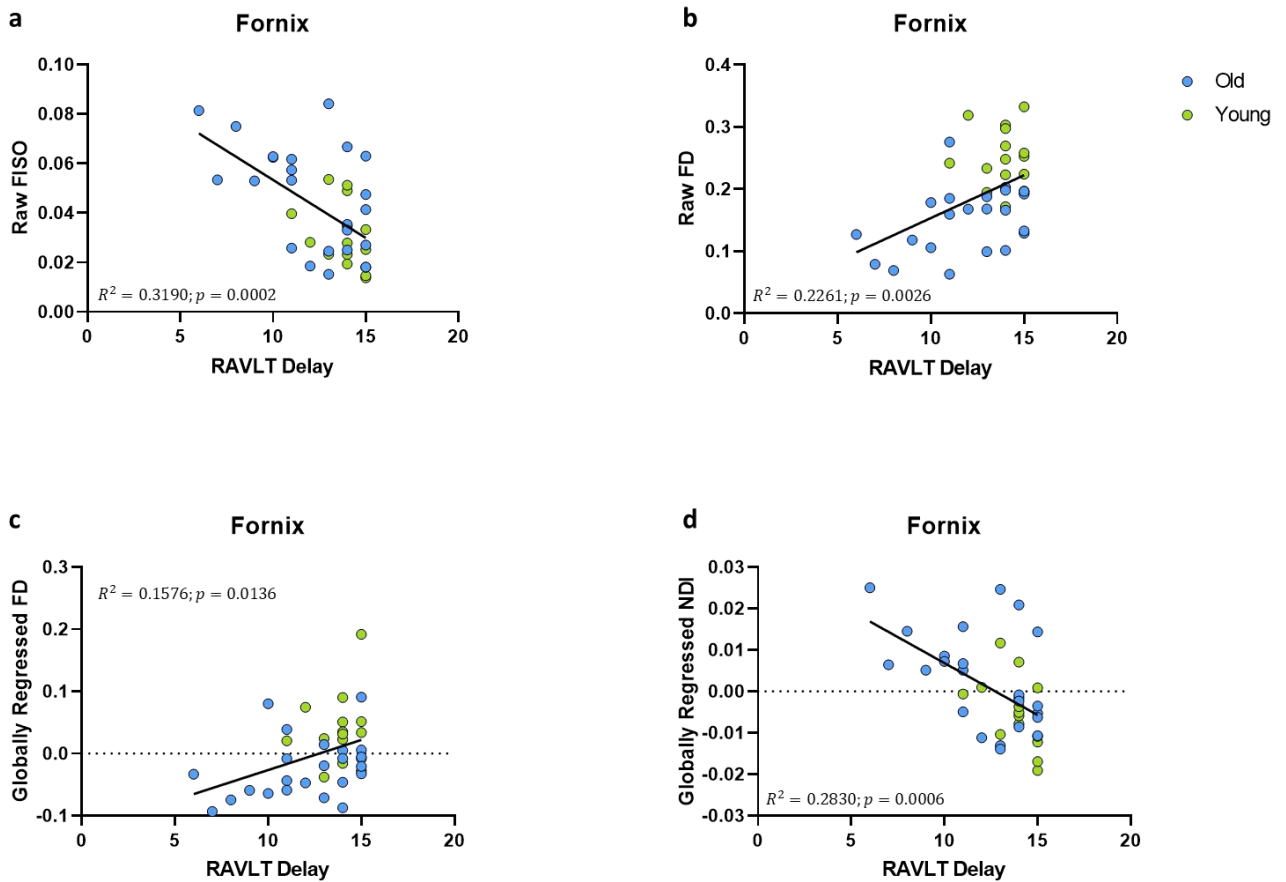 a
Fornix
Raw FISO
0.10
0.08
0.06
0.04
0.02
0.00
R² = 0.3190; p = 0.0002
0 5 10 15 20
RAVLT Delay
b
Fornix
Raw FD
0.4
0.3
0.2
0.1
0.0
R² = 0.2261; p = 0.0026
0 5 10 15 20
RAVLT Delay
Old
Young
c
Fornix
Globally Regressed FD
0.3
R² = 0.1576; p = 0.0136
0.2
0.1
0.0
-0.1
0 5 10 15 20
RAVLT Delay
d
Fornix
Globally Regressed NDI
0.03
0.02
0.01
0.00
-0.01
-0.02
-0.03
R² = 0.2830; p = 0.0006
0 5 10 15 20
RAVLT Delay